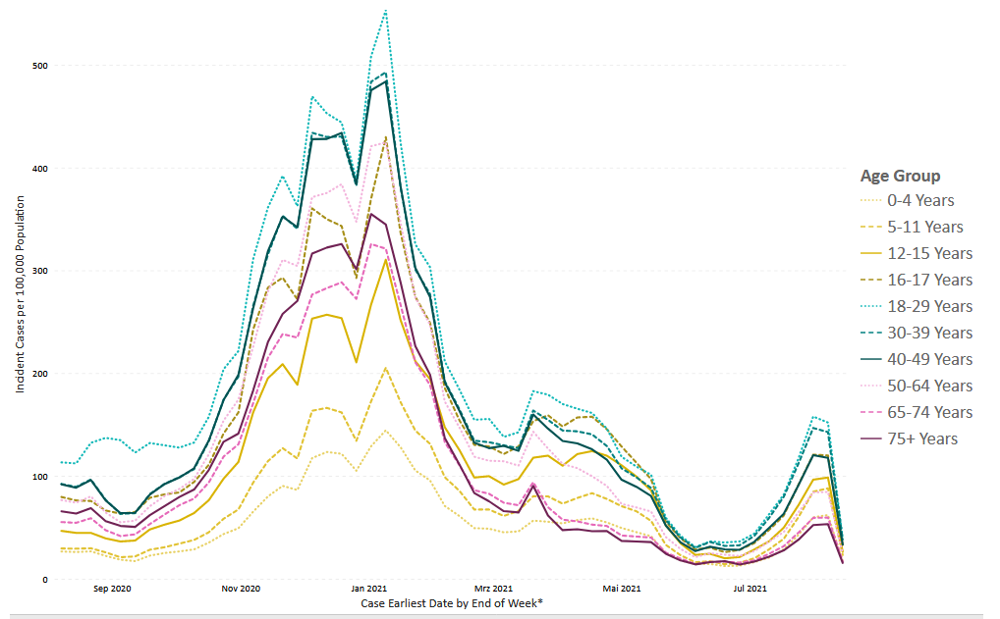 500
400
300
200
100
0
Incident Cases per 100,000 Population
Sep 2020
Nov 2020
Jan 2021
Mrz 2021
Mai 2021
Jul 2021
Case Earliest Date by End of Week*
Age Group
0-4 Years
5-11 Years
12-15 Years
16-17 Years
18-29 Years
30-39 Years
40-49 Years
50-64 Years
65-74 Years
75+ Years